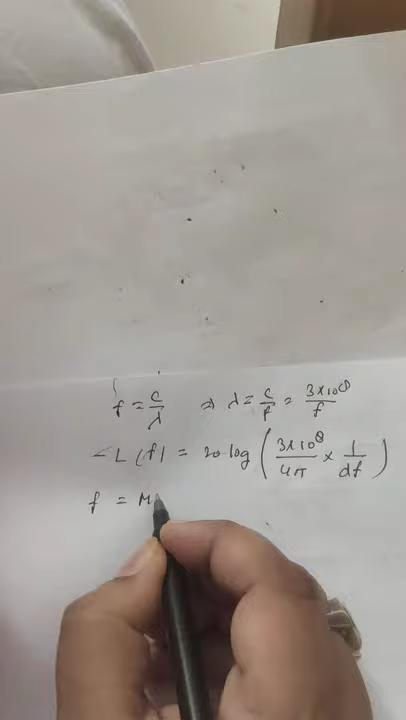 f = c/λ ⇒ λ = c/f = 3×10⁸/f
∠L(f) = 20 log (3×10⁸/4π × 1/df)
f = M